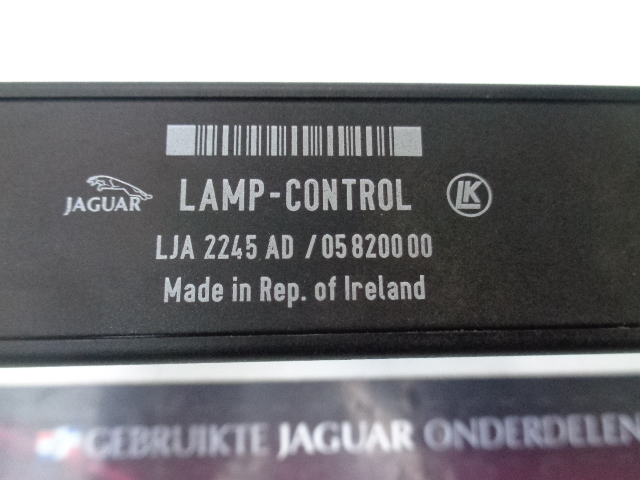 JAGUAR LAMP-CONTROL LK
LJA 2245 AD / 05 8200 00
Made in Rep. of Ireland
GEBRUIKTE JAGUAR ONDERDELEN